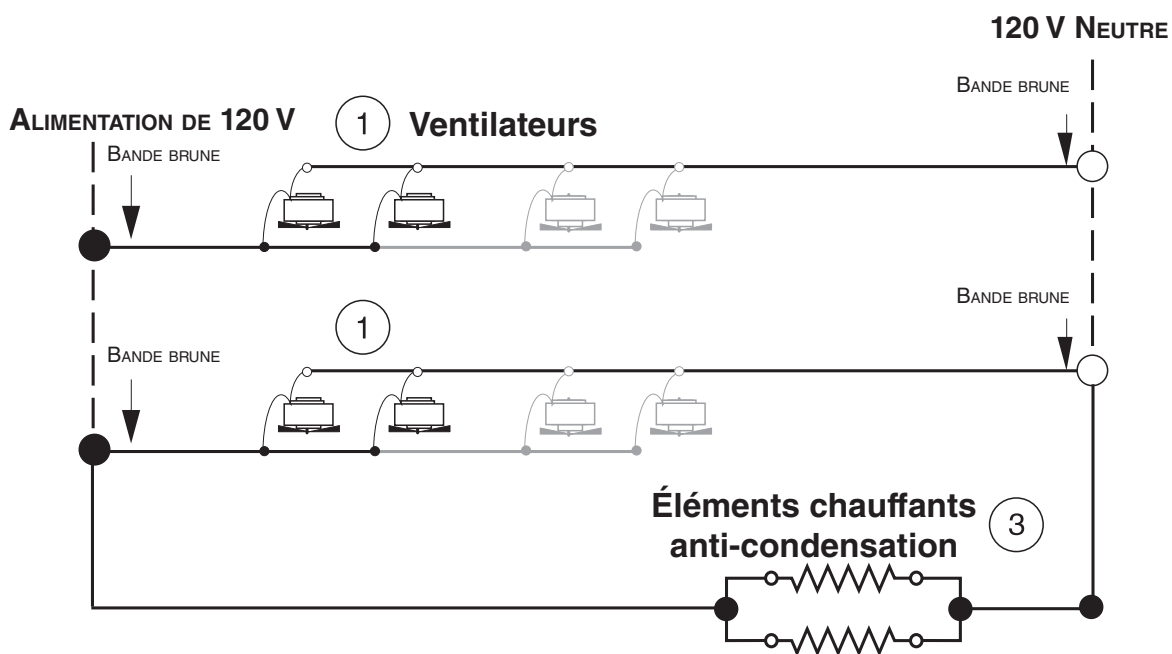 120 V NEUTRE
BANDE BRUNE
ALIMENTATION DE 120 V
1 Ventilateurs
BANDE BRUNE
BANDE BRUNE
1
BANDE BRUNE
Éléments chauffants
anti-condensation
3